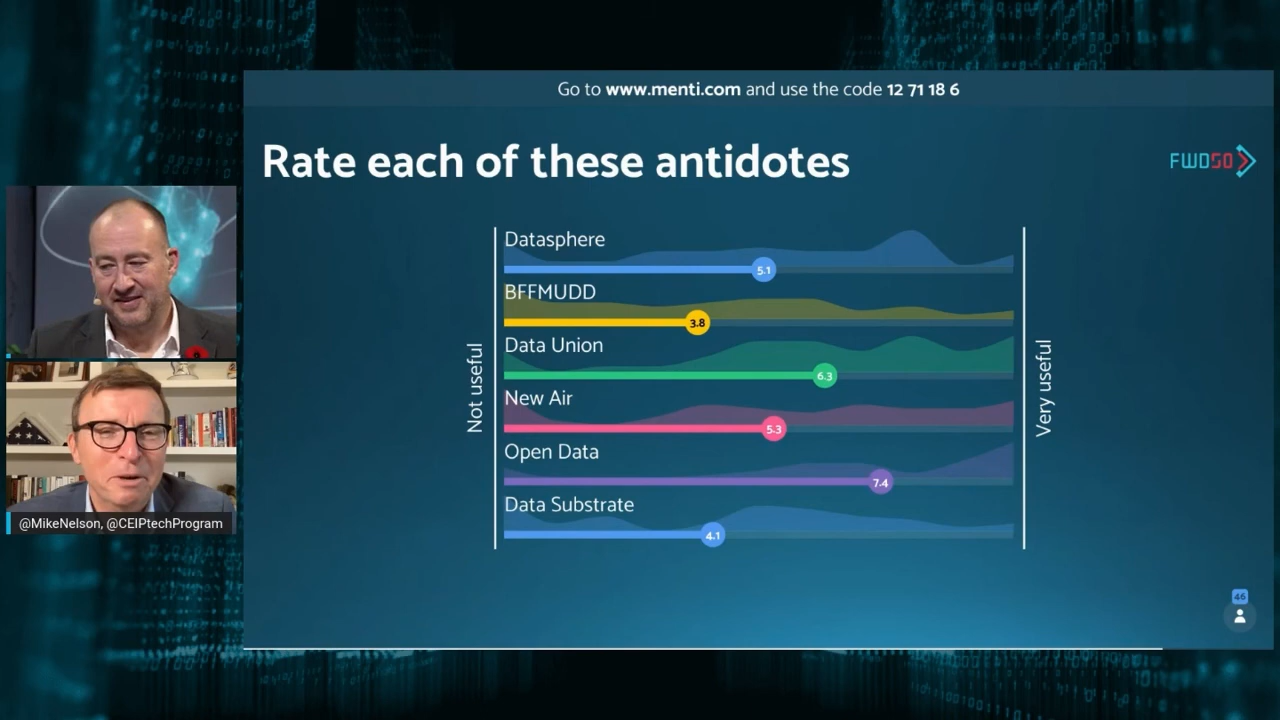 Go to www.menti.com and use the code 12 71 18 6
Rate each of these antidotes
FWD50
Datasphere
5.1
BFFMUDD
3.8
Data Union
6.3
New Air
5.3
Open Data
7.4
Data Substrate
4.1
Not useful
Very useful
@MikeNelson, @CEIPtechProgram
46